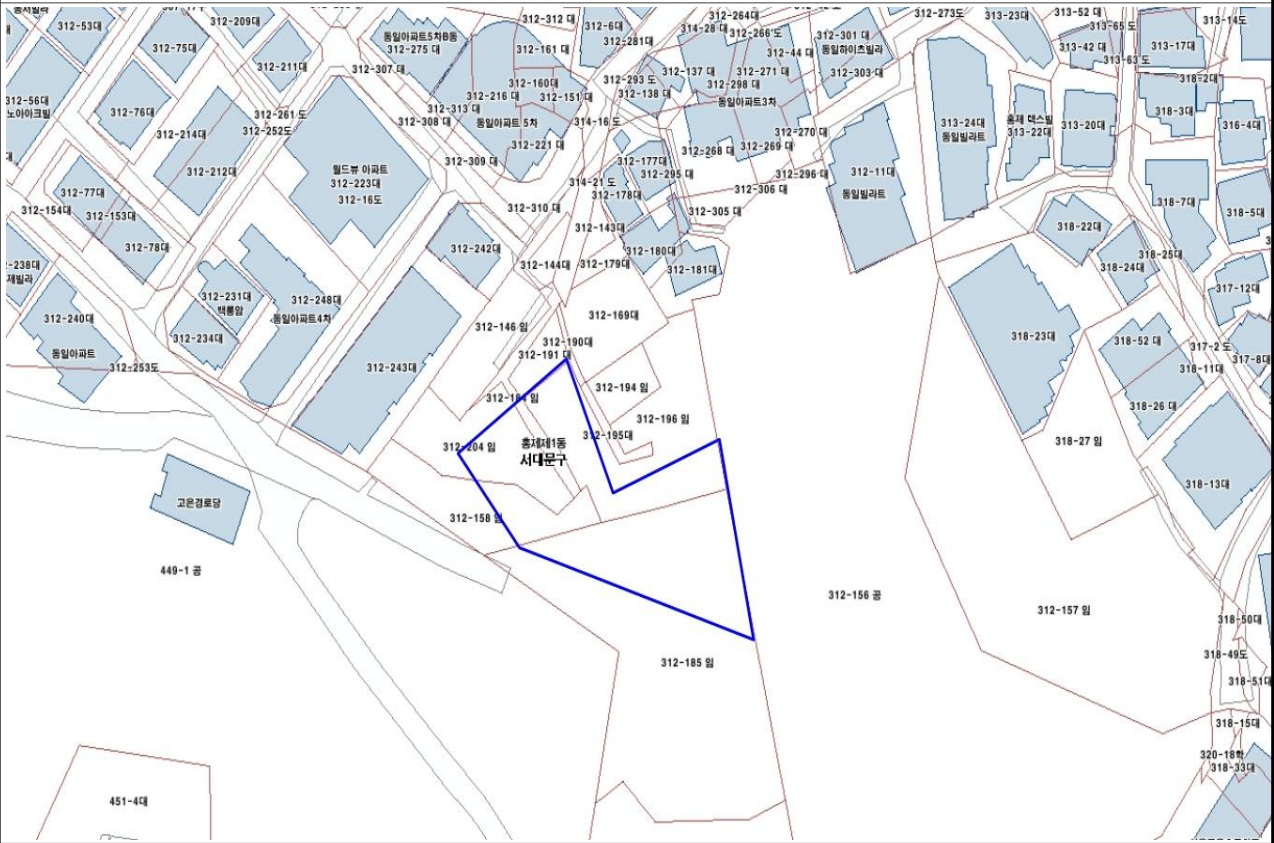 312-53대
312-209대
312-75대
312-211대
312-56대
노아아크빌
312-76대
312-214대
312-212대
312-261 도
312-252도
312-307 대
동일아파트5차B동
312-275 대
312-312 대
312-161 대
312-160대
312-216 대
312-151대
312-313 대
312-308 대
동일아파트 5차
312-221 대
312-309 대
312-6대
312-281대
312-293 도
312-138 대
314-16 도
314-28 대
312-264대
312-266 도
312-137 대
312-44 대
312-271 대
312-298 대
동일아파트3차
312-301 대
동일하이츠빌라
312-303 대
312-270 대
312-268 대
312-269 대
312-296 대
312-273도
313-23대
313-52 대
313-65 도
313-42 대
313-63 도
313-14도
313-17대
318-2대
318-3대
316-4대
313-24대
동일빌라트
313-22대
313-20대
312-77대
312-154대
312-153대
312-78대
월드뷰 아파트
312-223대
312-16도
312-310 대
314-21 도
312-177대
312-295 대
312-178대
312-306 대
312-305 대
312-143대
312-144대
312-179대
312-180대
312-181대
312-11대
동일빌라트
318-7대
318-5대
318-22대
318-25대
318-24대
317-12대
-238대
312-240대
동일아파트
312-231대
백룡암
312-234대
312-248대
동일아파트4차
312-242대
312-253도
312-243대
312-146 임
312-169대
312-190대
312-191 대
312-194 임
312-196 임
312-195대
312-184 임
312-204 임
홍제제1동
서대문구
312-158 임
318-23대
318-52 대
317-2 도
317-8대
318-11대
318-26 대
318-27 임
318-13대
고은경로당
449-1 공
312-156 공
312-157 임
312-185 임
318-50대
318-49도
318-51대
318-15대
320-18학
318-33대
451-4대